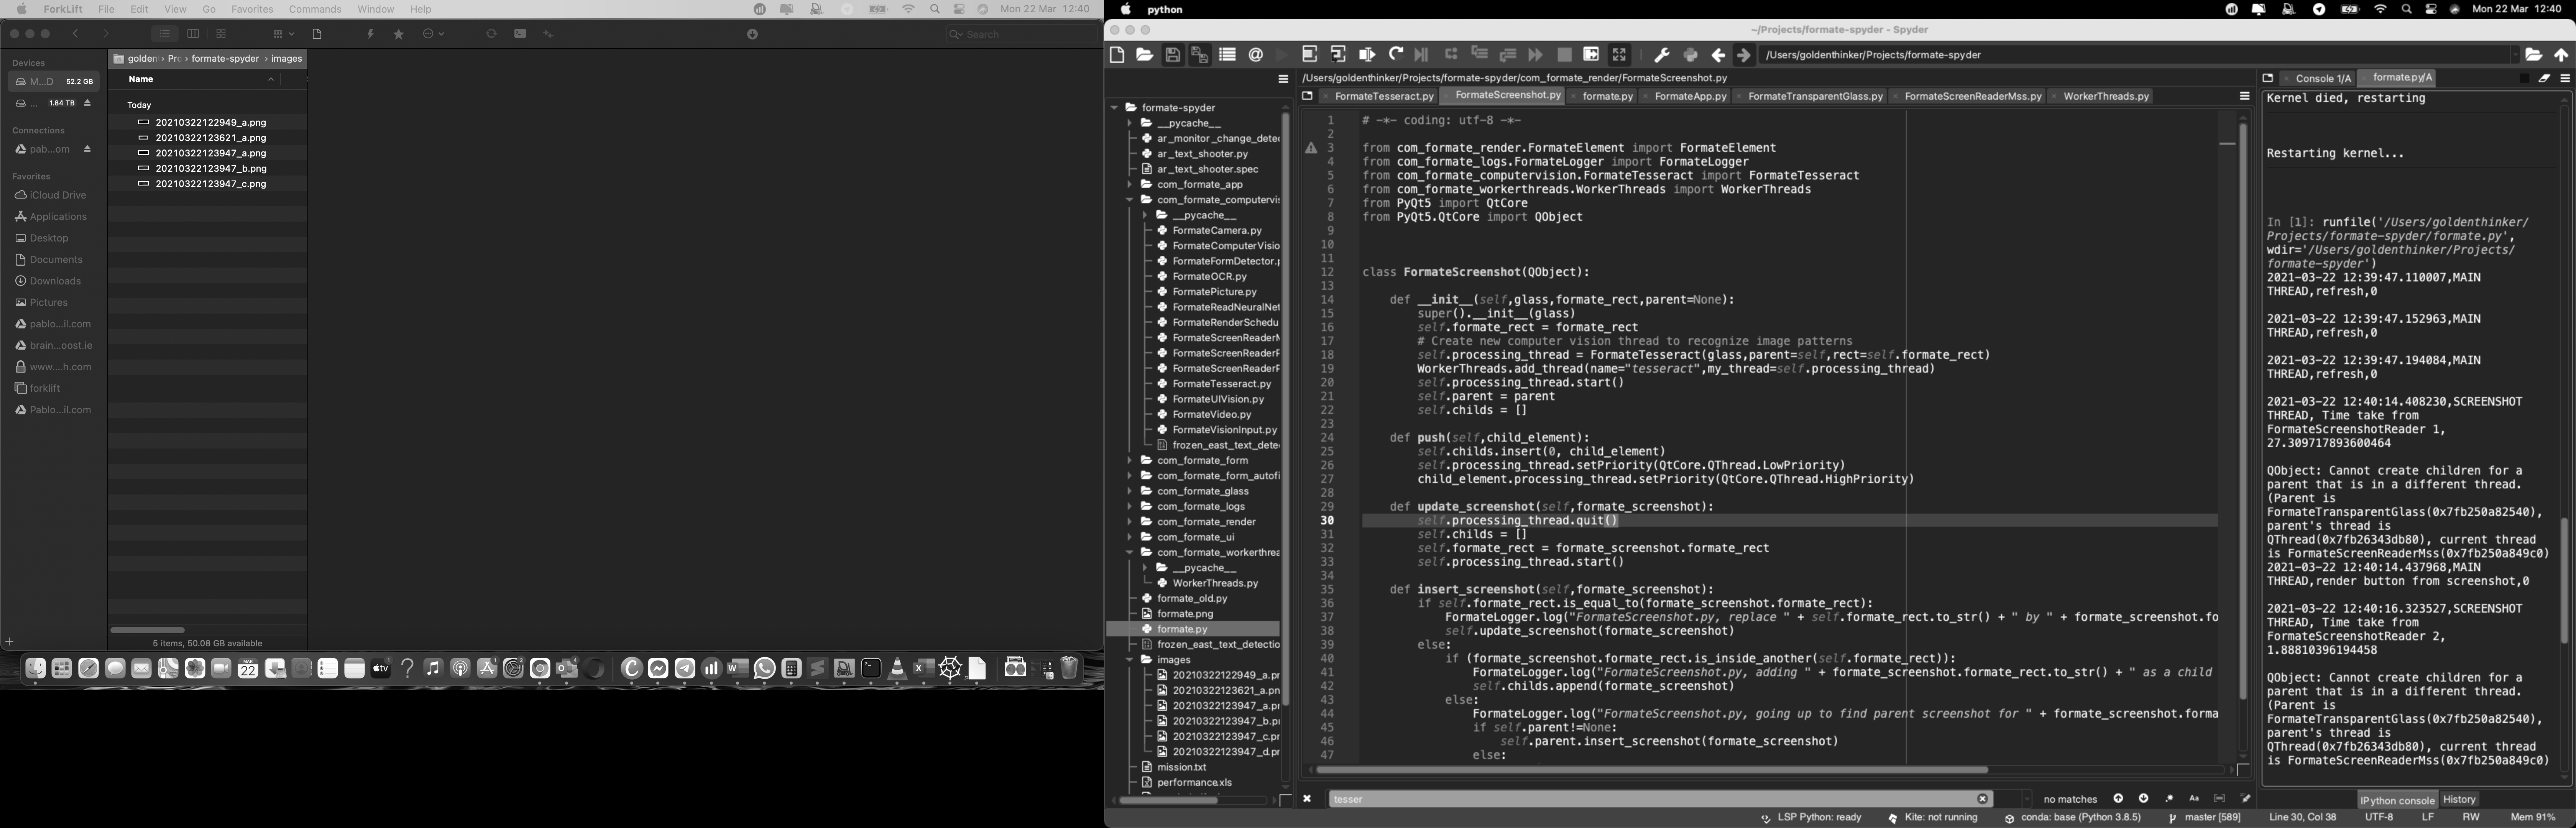 ForkLift File Edit View Go Favorites Commands Window Help
Mon 22 Mar 12:40
Search
Devices
M...D 52.2 GB
... 1.84 TB
Connections
pab...om
Favorites
iCloud Drive
Applications
Desktop
Documents
Downloads
Pictures
pablo...il.com
brain...oost.ie
www....h.com
forklift
Pablo...il.com
golden › Prc › formate-spyder › images
Name
Today
20210322122949_a.png
20210322123621_a.png
20210322123947_a.png
20210322123947_b.png
20210322123947_c.png
5 items, 50.08 GB available
python
Mon 22 Mar 12:40
~/Projects/formate-spyder - Spyder
/Users/goldenthinker/Projects/formate-spyder
formate-spyder
__pycache__
ar_monitor_change_detec
ar_text_shooter.py
ar_text_shooter.spec
com_formate_app
com_formate_computervis
__pycache__
FormateCamera.py
FormateComputerVisio
FormateFormDetector.p
FormateOCR.py
FormatePicture.py
FormateReadNeuralNet
FormateRenderSchedu
FormateScreenReaderM
FormateScreenReaderF
FormateScreenReaderF
FormateTesseract.py
FormateUIVision.py
FormateVideo.py
FormateVisionInput.py
frozen_east_text_detec
com_formate_form
com_formate_form_autofi
com_formate_glass
com_formate_logs
com_formate_render
com_formate_ui
com_formate_workerthrea
__pycache__
WorkerThreads.py
formate_old.py
formate.png
formate.py
frozen_east_text_detectio
images
20210322122949_a.pr
20210322123621_a.pn
20210322123947_a.pr
20210322123947_b.pr
20210322123947_c.pr
20210322123947_d.pr
mission.txt
performance.xls
/Users/goldenthinker/Projects/formate-spyder/com_formate_render/FormateScreenshot.py
FormateTesseract.py FormateScreenshot.py formate.py FormateApp.py FormateTransparentGlass.py FormateScreenReaderMss.py WorkerThreads.py
1 # -*- coding: utf-8 -*-
2
3 from com_formate_render.FormateElement import FormateElement
4 from com_formate_logs.FormateLogger import FormateLogger
5 from com_formate_computervision.FormateTesseract import FormateTesseract
6 from com_formate_workerthreads.WorkerThreads import WorkerThreads
7 from PyQt5 import QtCore
8 from PyQt5.QtCore import QObject
9
10
11
12 class FormateScreenshot(QObject):
13
14 def __init__(self,glass,formate_rect,parent=None):
15 super().__init__(glass)
16 self.formate_rect = formate_rect
17 # Create new computer vision thread to recognize image patterns
18 self.processing_thread = FormateTesseract(glass,parent=self,rect=self.formate_rect)
19 WorkerThreads.add_thread(name="tesseract",my_thread=self.processing_thread)
20 self.processing_thread.start()
21 self.parent = parent
22 self.childs = []
23
24 def push(self,child_element):
25 self.childs.insert(0, child_element)
26 self.processing_thread.setPriority(QtCore.QThread.LowPriority)
27 child_element.processing_thread.setPriority(QtCore.QThread.HighPriority)
28
29 def update_screenshot(self,formate_screenshot):
30 self.processing_thread.quit()
31 self.childs = []
32 self.formate_rect = formate_screenshot.formate_rect
33 self.processing_thread.start()
34
35 def insert_screenshot(self,formate_screenshot):
36 if self.formate_rect.is_equal_to(formate_screenshot.formate_rect):
37 FormateLogger.log("FormateScreenshot.py, replace " + self.formate_rect.to_str() + " by " + formate_screenshot.fo
38 self.update_screenshot(formate_screenshot)
39 else:
40 if (formate_screenshot.formate_rect.is_inside_another(self.formate_rect)):
41 FormateLogger.log("FormateScreenshot.py, adding " + formate_screenshot.formate_rect.to_str() + " as a child
42 self.childs.append(formate_screenshot)
43 else:
44 FormateLogger.log("FormateScreenshot.py, going up to find parent screenshot for " + formate_screenshot.forma
45 if self.parent!=None:
46 self.parent.insert_screenshot(formate_screenshot)
47 else:
tesser
no matches
Console 1/A formate.py/A
Kernel died, restarting
Restarting kernel...
In [1]: runfile('/Users/goldenthinker/
Projects/formate-spyder/formate.py',
wdir='/Users/goldenthinker/Projects/
formate-spyder')
2021-03-22 12:39:47.110007,MAIN
THREAD,refresh,0
2021-03-22 12:39:47.152963,MAIN
THREAD,refresh,0
2021-03-22 12:39:47.194084,MAIN
THREAD,refresh,0
2021-03-22 12:40:14.408230,SCREENSHOT
THREAD, Time take from
FormateScreenshotReader 1,
27.309717893600464
QObject: Cannot create children for a
parent that is in a different thread.
(Parent is
FormateTransparentGlass(0x7fb250a82540),
parent's thread is
QThread(0x7fb26343db80), current thread
is FormateScreenReaderMss(0x7fb250a849c0)
2021-03-22 12:40:14.437968,MAIN
THREAD,render button from screenshot,0
2021-03-22 12:40:16.323527,SCREENSHOT
THREAD, Time take from
FormateScreenshotReader 2,
1.88810396194458
QObject: Cannot create children for a
parent that is in a different thread.
(Parent is
FormateTransparentGlass(0x7fb250a82540),
parent's thread is
QThread(0x7fb26343db80), current thread
is FormateScreenReaderMss(0x7fb250a849c0)
IPython console History
LSP Python: ready Kite: not running conda: base (Python 3.8.5) master [589] Line 30, Col 38 UTF-8 LF RW Mem 91%